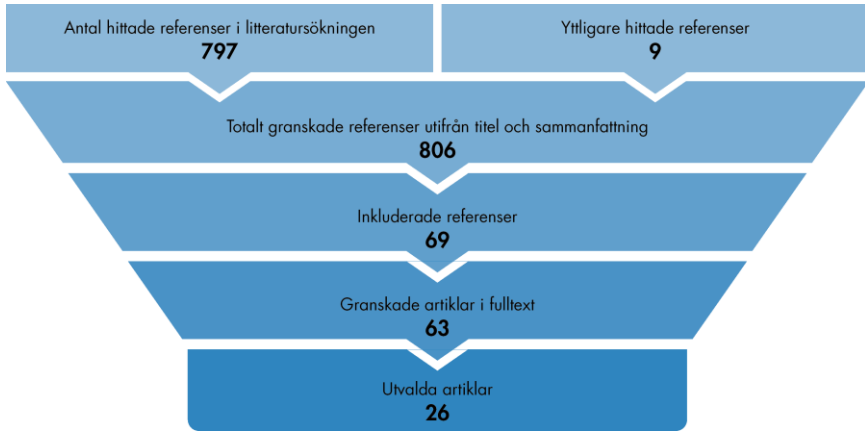 Antal hittade referenser i litteratursökningen
797
Yttligare hittade referenser
9
Totalt granskade referenser utifrån titel och sammanfattning
806
Inkluderade referenser
69
Granskade artiklar i fulltext
63
Utvalda artiklar
26